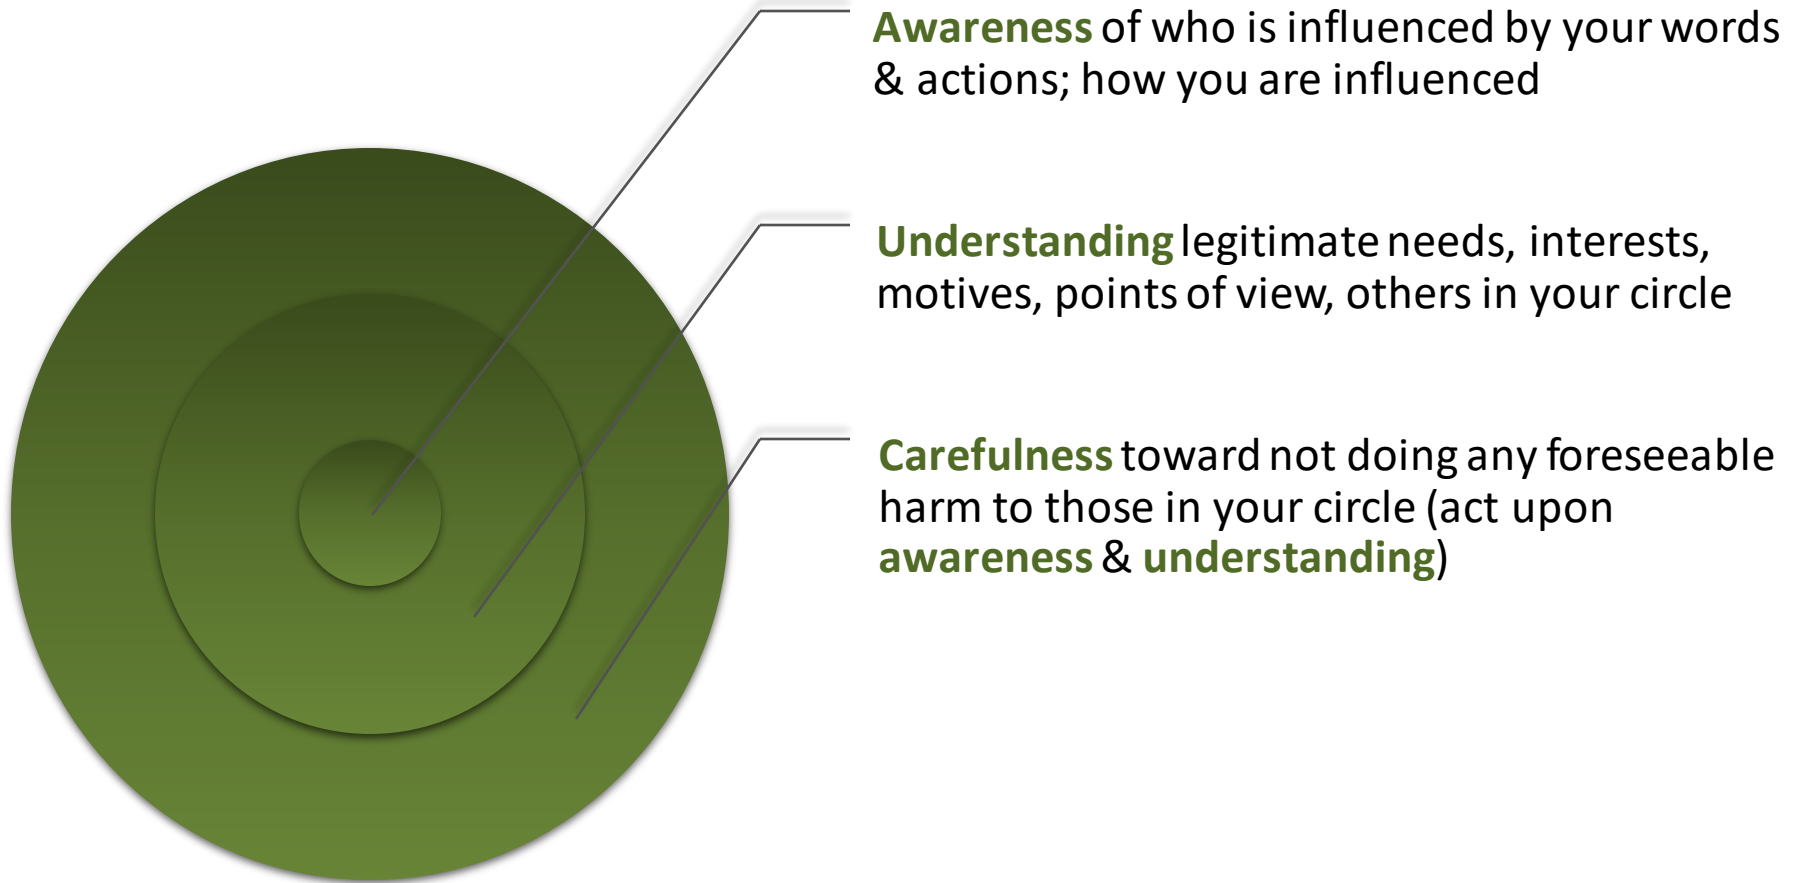 Awareness of who is influenced by your words
& actions; how you are influenced
Understanding legitimate needs, interests,
motives, points of view, others in your circle
Carefulness toward not doing any foreseeable
harm to those in your circle (act upon
awareness & understanding)